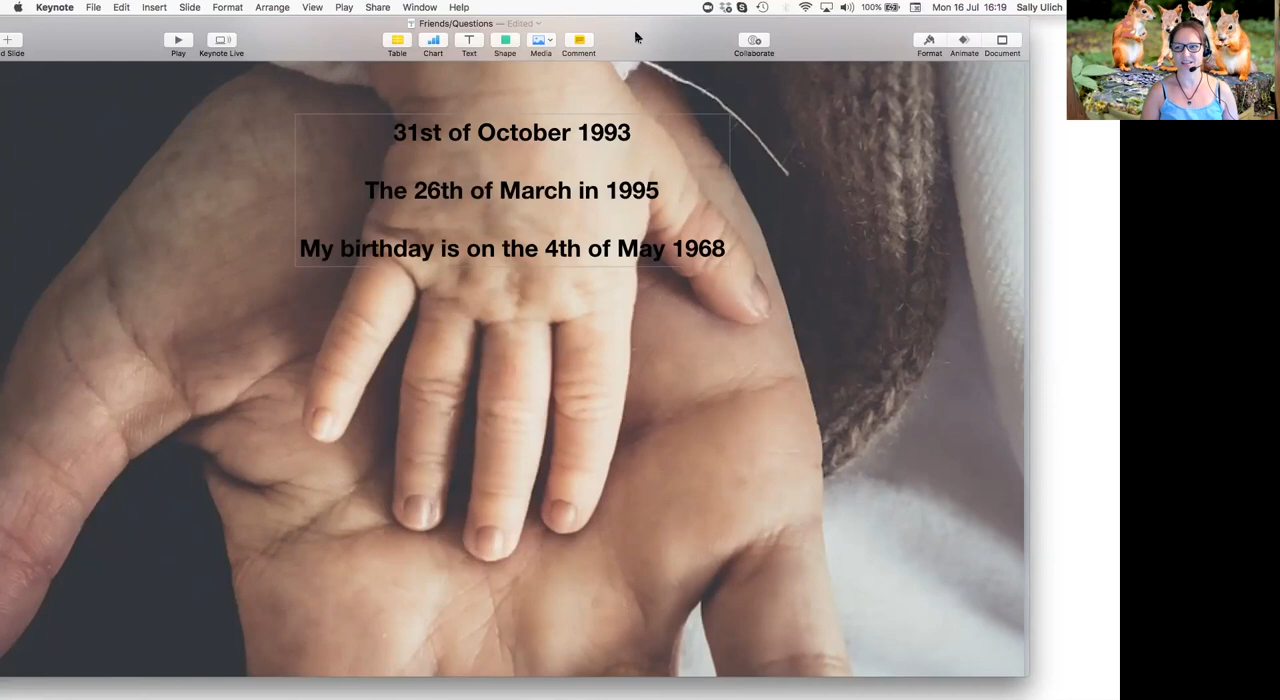 Keynote File Edit Insert Slide Format Arrange View Play Share Window Help 100% Mon 16 Jul 16:19 Sally Ulich
Friends/Questions — Edited
d Slide Play Keynote Live Table Chart Text Shape Media Comment Collaborate Format Animate Document
31st of October 1993
The 26th of March in 1995
My birthday is on the 4th of May 1968